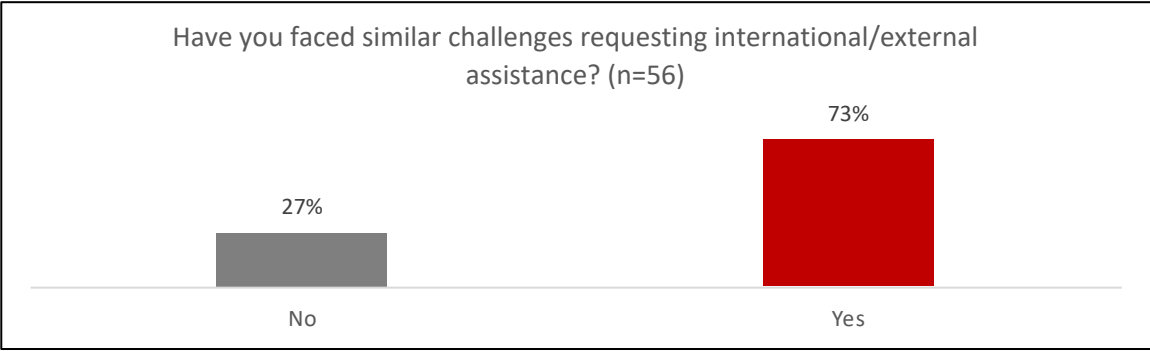 Have you faced similar challenges requesting international/external
assistance? (n=56)
73%
27%
No
Yes